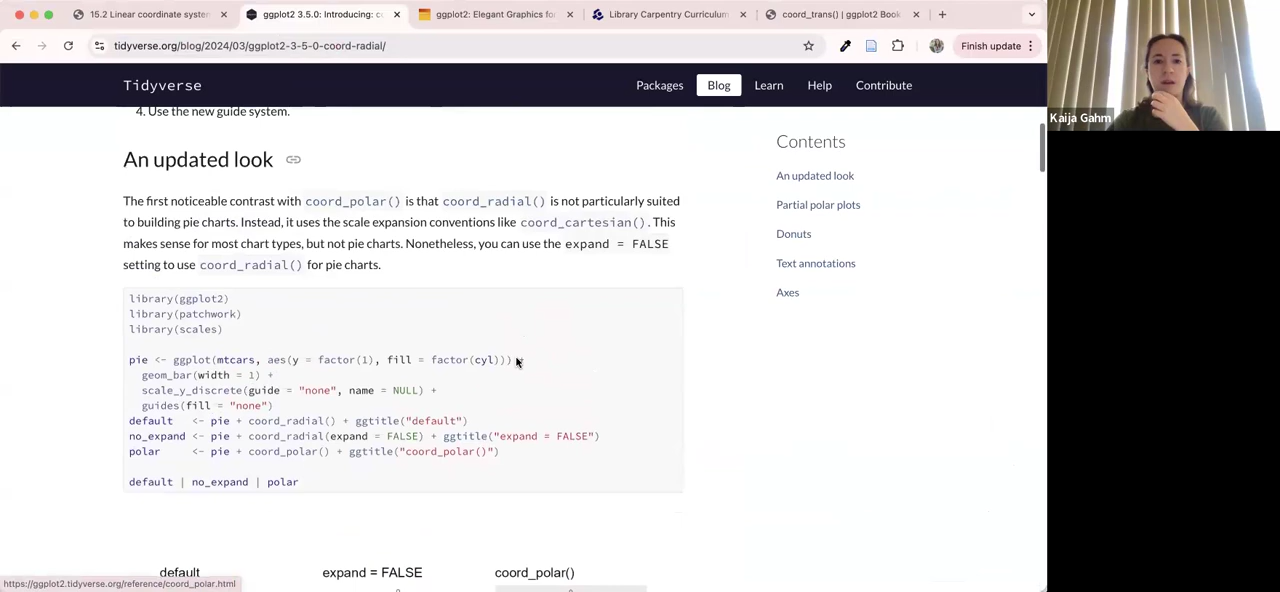 15.2 Linear coordinate system
ggplot2 3.5.0: Introducing: c
ggplot2: Elegant Graphics fo
Library Carpentry Curriculum
coord_trans() | ggplot2 Book
tidyverse.org/blog/2024/03/ggplot2-3-5-0-coord-radial/
Finish update
Tidyverse
Packages
Blog
Learn
Help
Contribute
Kaija Gahm
4. Use the new guide system.
An updated look
The first noticeable contrast with coord_polar() is that coord_radial() is not particularly suited
to building pie charts. Instead, it uses the scale expansion conventions like coord_cartesian(). This
makes sense for most chart types, but not pie charts. Nonetheless, you can use the expand = FALSE
setting to use coord_radial() for pie charts.
library(ggplot2)
library(patchwork)
library(scales)
pie <- ggplot(mtcars, aes(y = factor(1), fill = factor(cyl))) +
geom_bar(width = 1) +
scale_y_discrete(guide = "none", name = NULL) +
guides(fill = "none")
default <- pie + coord_radial() + ggtitle("default")
no_expand <- pie + coord_radial(expand = FALSE) + ggtitle("expand = FALSE")
polar <- pie + coord_polar() + ggtitle("coord_polar()")
default | no_expand | polar
default
expand = FALSE
coord_polar()
Contents
An updated look
Partial polar plots
Donuts
Text annotations
Axes
https://ggplot2.tidyverse.org/reference/coord_polar.html